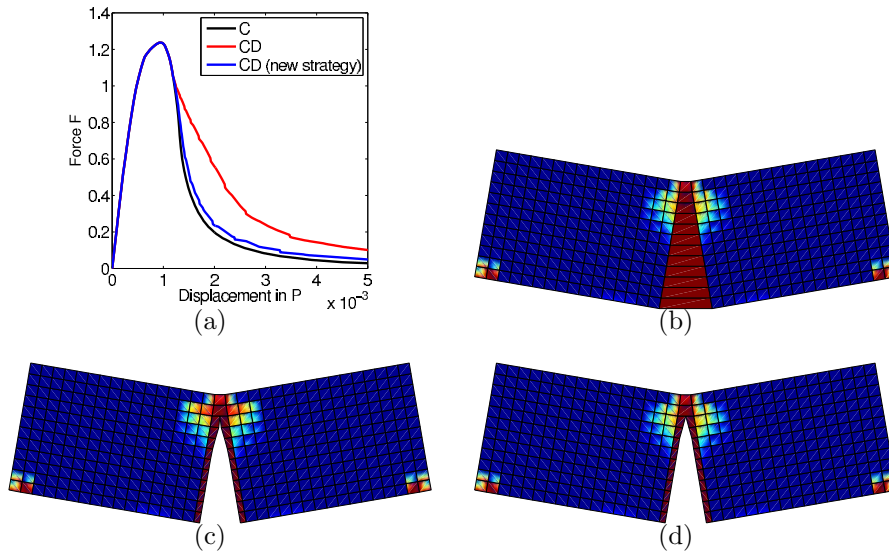 1.4
1.2
1
0.8
0.6
0.4
0.2
0
Force F
C
CD
CD (new strategy)
0 1 2 3 4 5
Displacement in P
x 10⁻³
(a)
(b)
(c)
(d)